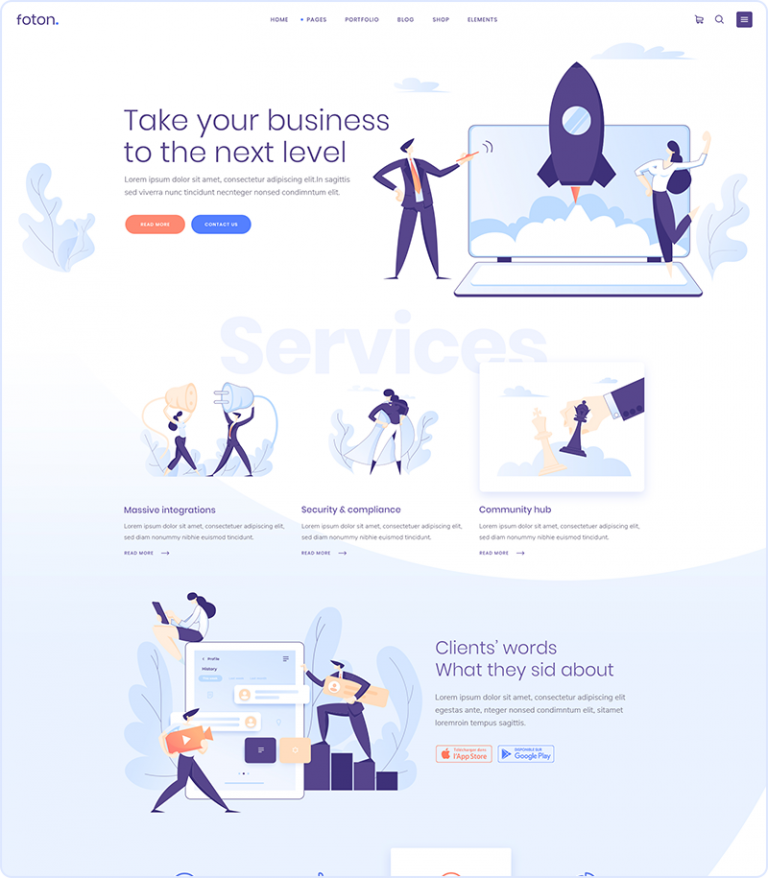 foton.
HOME PAGES PORTFOLIO BLOG SHOP ELEMENTS
Take your business
to the next level
Lorem ipsum dolor sit amet, consectetur adipiscing elit.In sagittis
sed viverra nunc tincidunt necnteger nonsed condimntum elit.
READ MORE CONTACT US
Services
Massive integrations
Lorem ipsum dolor sit amet, consectetuer adipiscing elit,
sed diam nonummy nibhie euismod tincidunt.
READ MORE
Security & compliance
Lorem ipsum dolor sit amet, consectetuer adipiscing elit,
sed diam nonummy nibhie euismod tincidunt.
READ MORE
Community hub
Lorem ipsum dolor sit amet, consectetuer adipiscing elit,
sed diam nonummy nibhie euismod tincidunt.
READ MORE
Profile
History
Clients' words
What they sid about
Lorem ipsum dolor sit amet, consectetur adipiscing elit
egestas ante, nteger nonsed condimntum elit, sitamet
loremroin tempus sagittis.
Téléchargez dans
l'App Store
DISPONIBLE SUR
Google Play